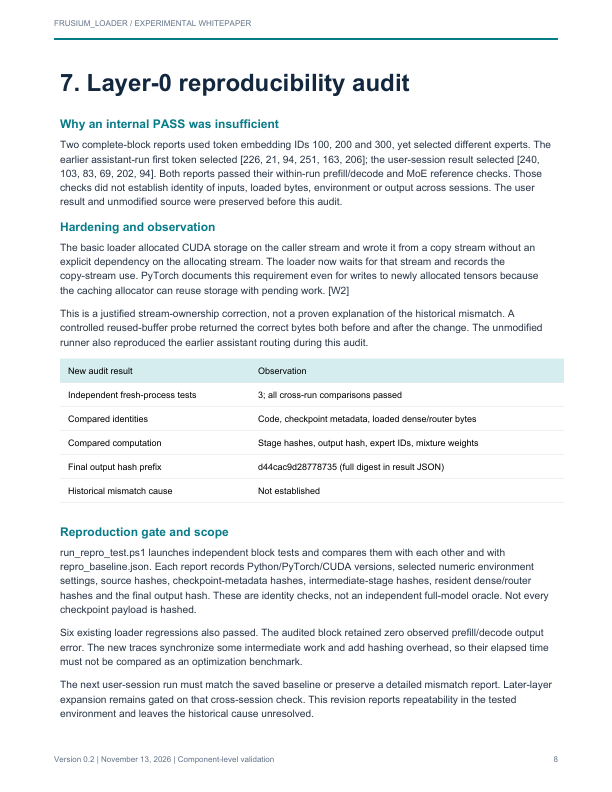 FRUSIUM_LOADER / EXPERIMENTAL WHITEPAPER
7. Layer-0 reproducibility audit
Why an internal PASS was insufficient
Two complete-block reports used token embedding IDs 100, 200 and 300, yet selected different experts. The
earlier assistant-run first token selected [226, 21, 94, 251, 163, 206]; the user-session result selected [240,
103, 83, 69, 202, 94]. Both reports passed their within-run prefill/decode and MoE reference checks. Those
checks did not establish identity of inputs, loaded bytes, environment or output across sessions. The user
result and unmodified source were preserved before this audit.
Hardening and observation
The basic loader allocated CUDA storage on the caller stream and wrote it from a copy stream without an
explicit dependency on the allocating stream. The loader now waits for that stream and records the
copy-stream use. PyTorch documents this requirement even for writes to newly allocated tensors because
the caching allocator can reuse storage with pending work. [W2]
This is a justified stream-ownership correction, not a proven explanation of the historical mismatch. A
controlled reused-buffer probe returned the correct bytes both before and after the change. The unmodified
runner also reproduced the earlier assistant routing during this audit.
New audit result Observation
Independent fresh-process tests 3; all cross-run comparisons passed
Compared identities Code, checkpoint metadata, loaded dense/router bytes
Compared computation Stage hashes, output hash, expert IDs, mixture weights
Final output hash prefix d44cac9d28778735 (full digest in result JSON)
Historical mismatch cause Not established
Reproduction gate and scope
run_repro_test.ps1 launches independent block tests and compares them with each other and with
repro_baseline.json. Each report records Python/PyTorch/CUDA versions, selected numeric environment
settings, source hashes, checkpoint-metadata hashes, intermediate-stage hashes, resident dense/router
hashes and the final output hash. These are identity checks, not an independent full-model oracle. Not every
checkpoint payload is hashed.
Six existing loader regressions also passed. The audited block retained zero observed prefill/decode output
error. The new traces synchronize some intermediate work and add hashing overhead, so their elapsed time
must not be compared as an optimization benchmark.
The next user-session run must match the saved baseline or preserve a detailed mismatch report. Later-layer
expansion remains gated on that cross-session check. This revision reports repeatability in the tested
environment and leaves the historical cause unresolved.
Version 0.2 | November 13, 2026 | Component-level validation 8